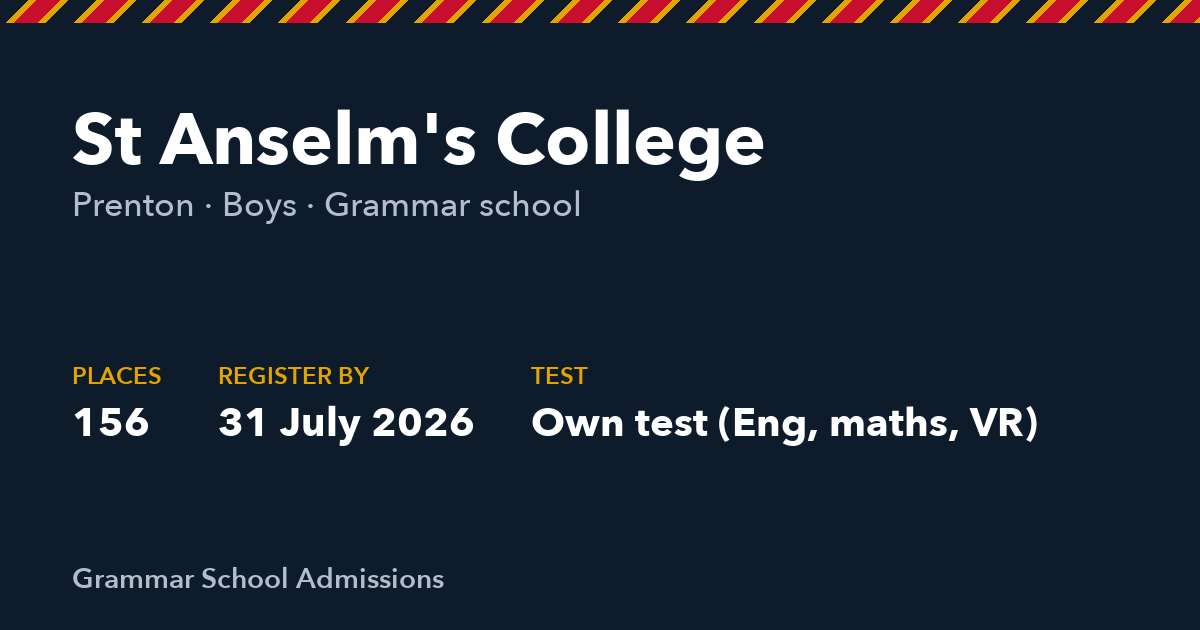 St Anselm's College
Prenton · Boys · Grammar school
PLACES REGISTER BY TEST
156 31 July 2026 Own test (Eng, maths, VR)
Grammar School Admissions